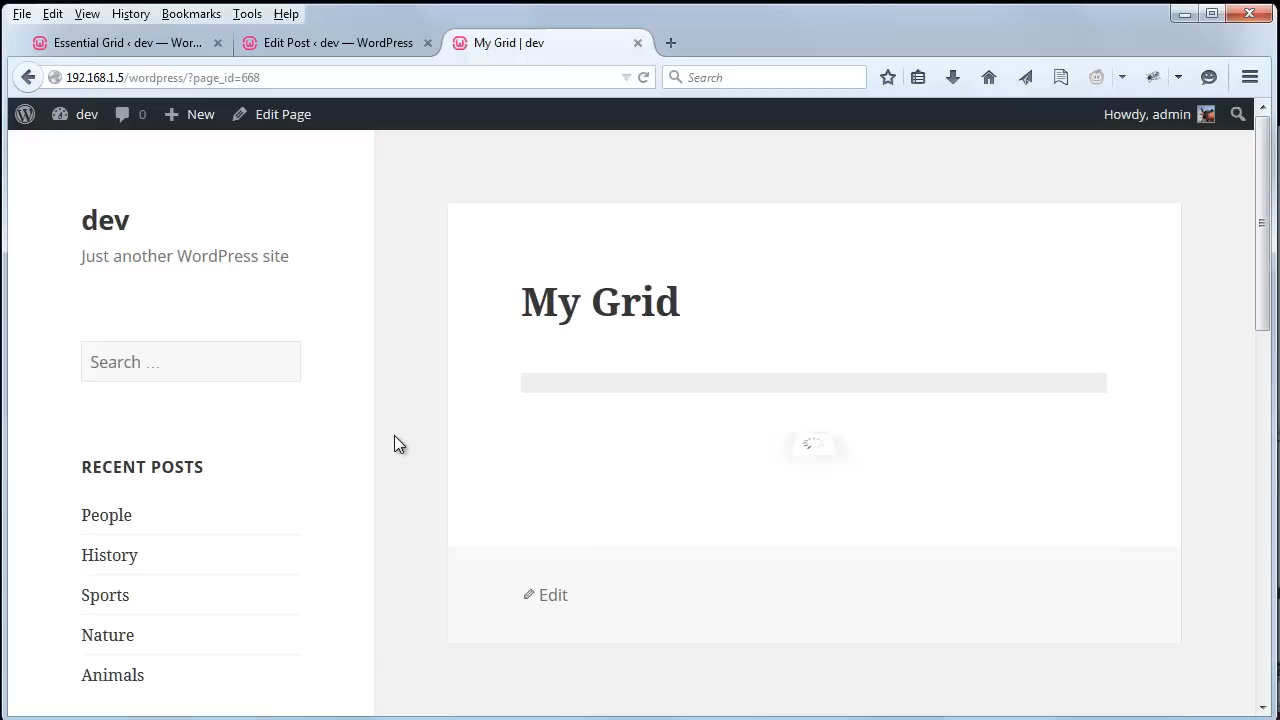 File Edit View History Bookmarks Tools Help
Essential Grid ‹ dev — Wor... Edit Post ‹ dev — WordPress My Grid | dev
192.168.1.5/wordpress/?page_id=668 Search
dev 0 New Edit Page Howdy, admin
dev
Just another WordPress site
My Grid
Search …
RECENT POSTS
People
History
Sports
Nature
Animals
Edit